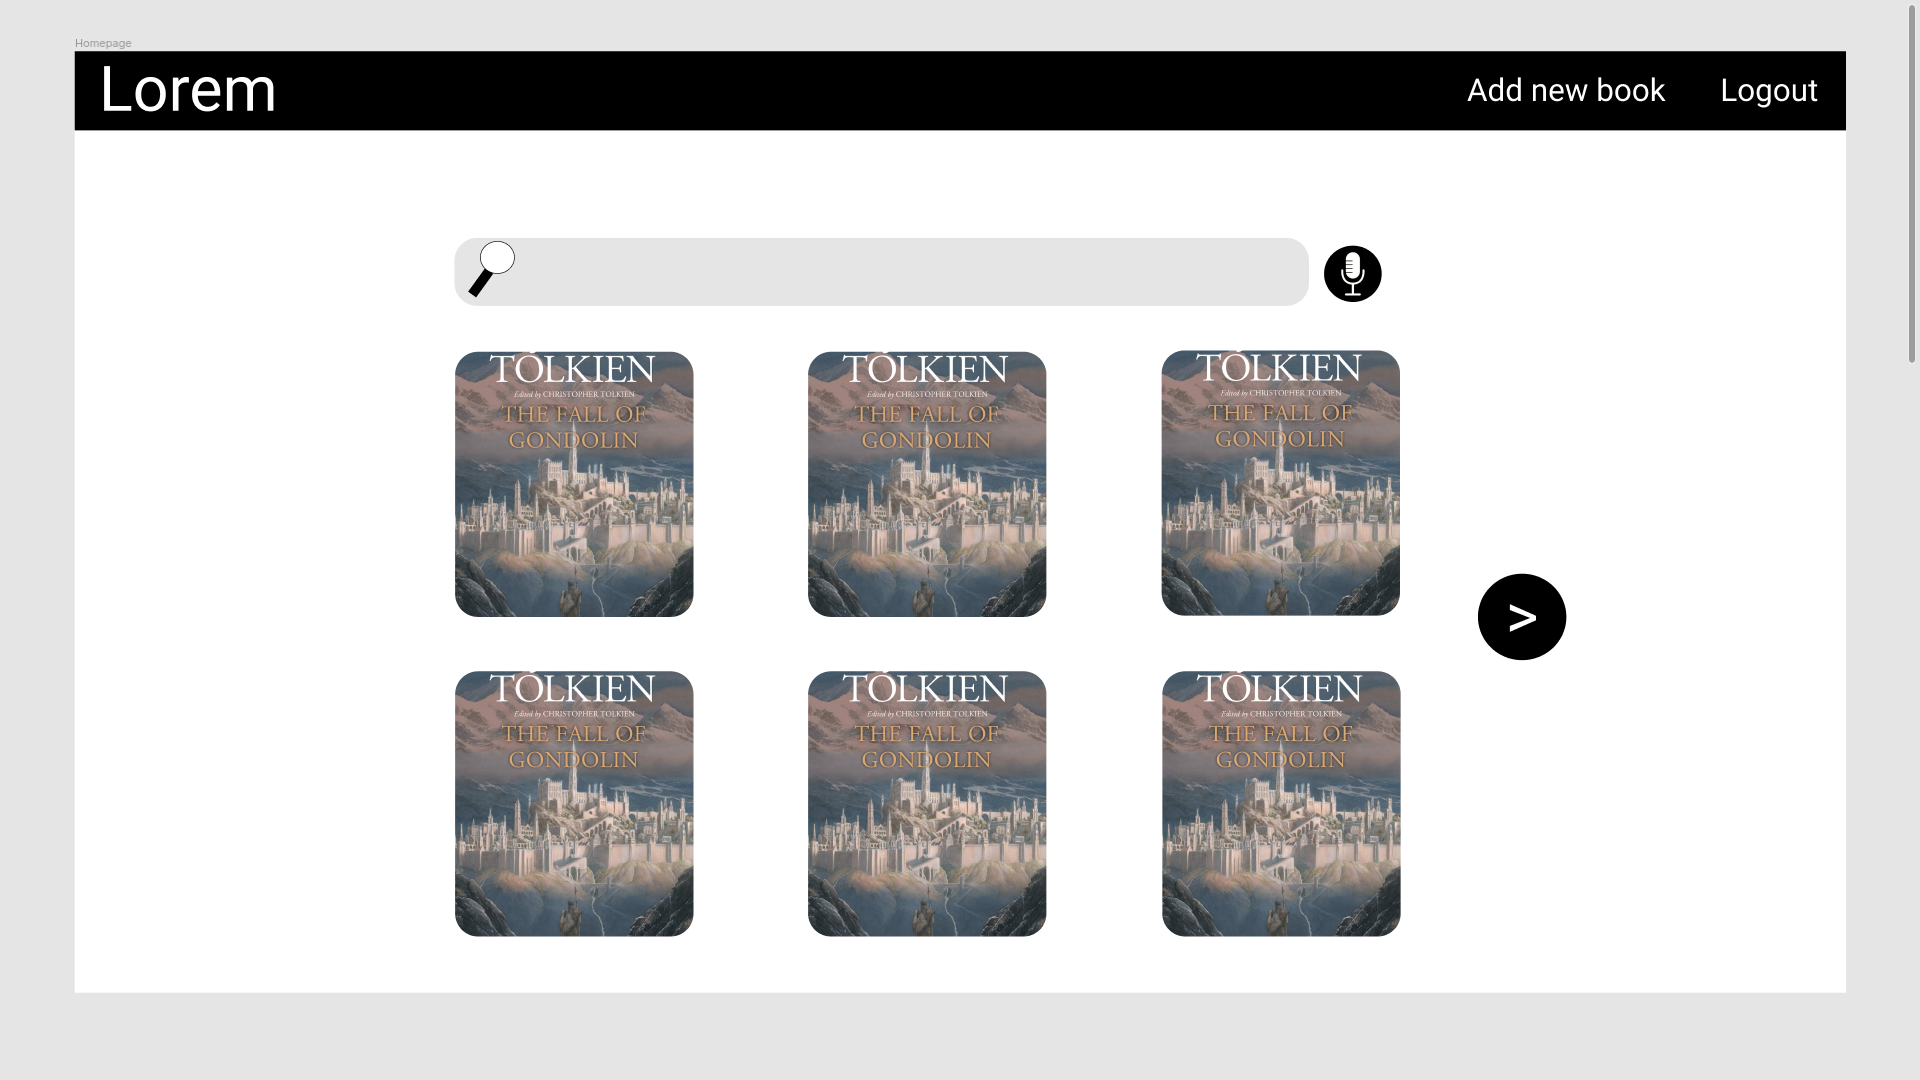 Homepage
Lorem
Add new book
Logout
TOLKIEN
Edited by CHRISTOPHER TOLKIEN
THE FALL OF
GONDOLIN
TOLKIEN
Edited by CHRISTOPHER TOLKIEN
THE FALL OF
GONDOLIN
TOLKIEN
Edited by CHRISTOPHER TOLKIEN
THE FALL OF
GONDOLIN
>
TOLKIEN
Edited by CHRISTOPHER TOLKIEN
THE FALL OF
GONDOLIN
TOLKIEN
Edited by CHRISTOPHER TOLKIEN
THE FALL OF
GONDOLIN
TOLKIEN
Edited by CHRISTOPHER TOLKIEN
THE FALL OF
GONDOLIN